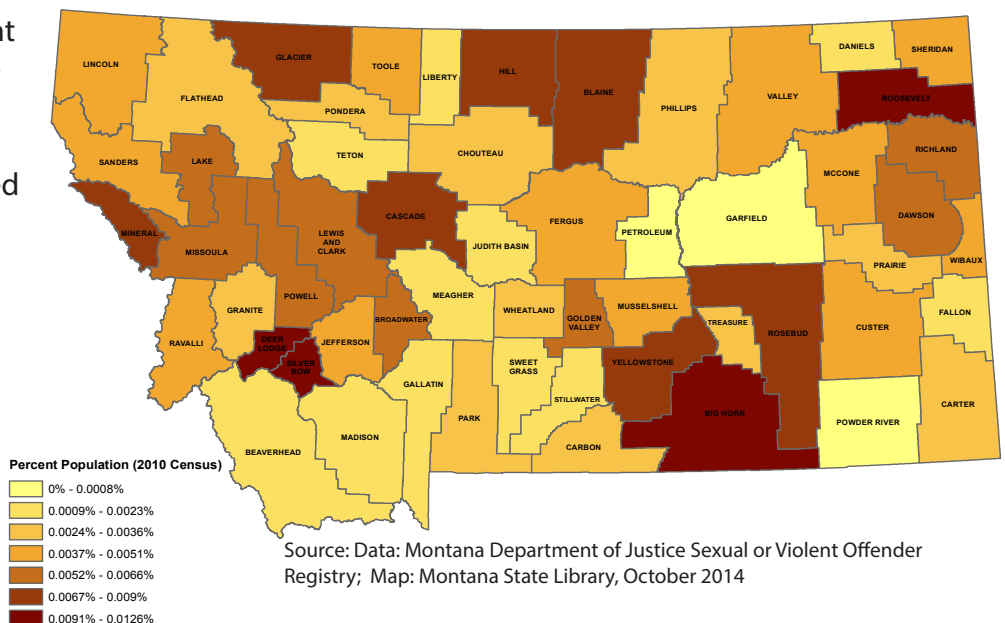 nt
ed
LINCOLN
FLATHEAD
GLACIER
TOOLE
LIBERTY
HILL
BLAINE
PHILLIPS
VALLEY
DANIELS
SHERIDAN
ROOSEVELT
PONDERA
TETON
CHOUTEAU
SANDERS
LAKE
MCCONE
RICHLAND
DAWSON
MINERAL
MISSOULA
LEWIS
AND
CLARK
CASCADE
JUDITH BASIN
FERGUS
PETROLEUM
GARFIELD
PRAIRIE
WIBAUX
GRANITE
POWELL
MEAGHER
BROADWATER
WHEATLAND
GOLDEN
VALLEY
MUSSELSHELL
TREASURE
ROSEBUD
CUSTER
FALLON
RAVALLI
DEER
LODGE
SILVER
BOW
JEFFERSON
GALLATIN
PARK
SWEET
GRASS
STILLWATER
YELLOWSTONE
BIG HORN
POWDER RIVER
CARTER
BEAVERHEAD
MADISON
CARBON
Percent Population (2010 Census)
0% - 0.0008%
0.0009% - 0.0023%
0.0024% - 0.0036%
0.0037% - 0.0051%
0.0052% - 0.0066%
0.0067% - 0.009%
0.0091% - 0.0126%
Source: Data: Montana Department of Justice Sexual or Violent Offender
Registry; Map: Montana State Library, October 2014